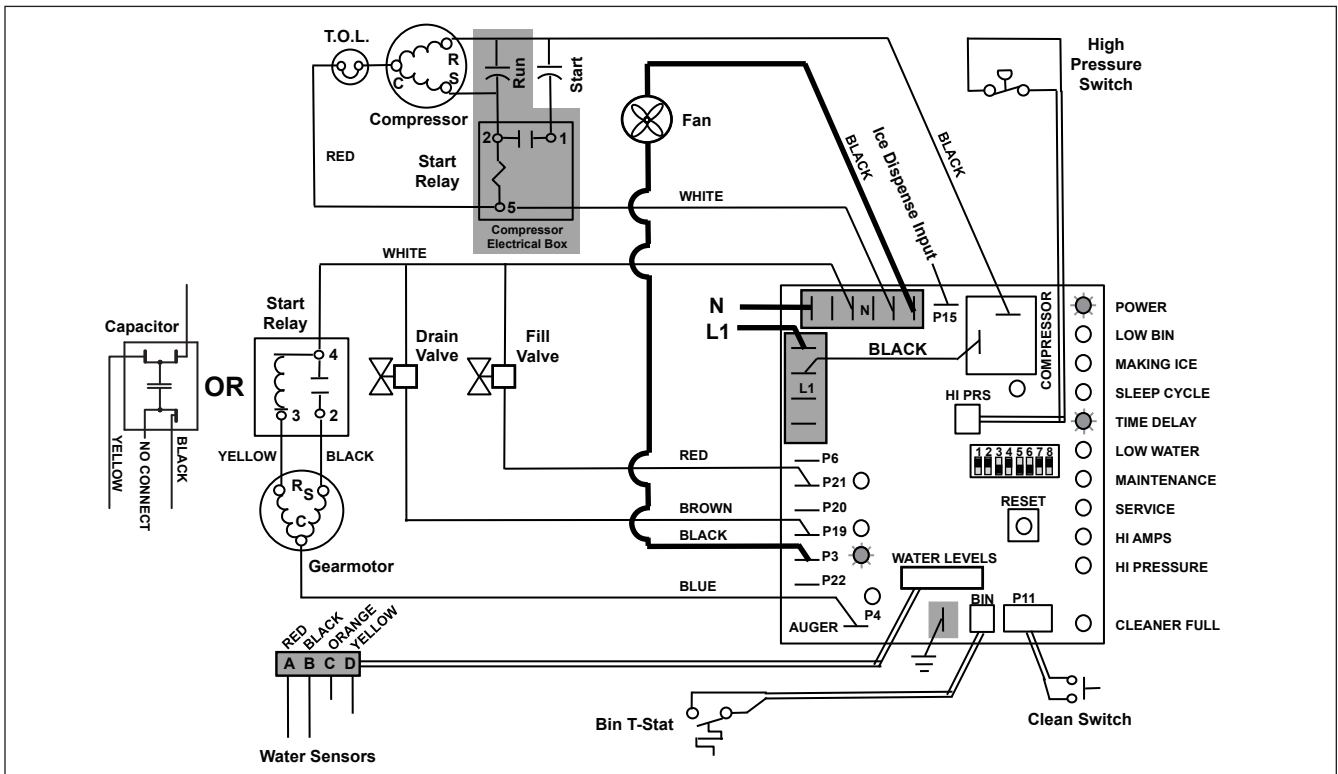 T.O.L.
R
S
C
Run
Start
Compressor
2
1
RED
Start
Relay
5
Compressor
Electrical Box
Fan
BLACK
Ice Dispense Input
BLACK
High
Pressure
Switch
WHITE
WHITE
N
N
P15
COMPRESSOR
L1
BLACK
L1
HI PRS
POWER
LOW BIN
MAKING ICE
SLEEP CYCLE
TIME DELAY
LOW WATER
MAINTENANCE
SERVICE
HI AMPS
HI PRESSURE
CLEANER FULL
Capacitor
YELLOW
NO CONNECT
BLACK
OR
Start
Relay
4
3
2
YELLOW
BLACK
R
S
C
Gearmotor
Drain
Valve
Fill
Valve
RED
BROWN
BLACK
BLUE
P6
P21
P20
P19
P3
P22
P4
AUGER
1 2 3 4 5 6 7 8
RESET
WATER LEVELS
BIN
P11
RED
BLACK
ORANGE
YELLOW
A B C D
Water Sensors
Bin T-Stat
Clean Switch